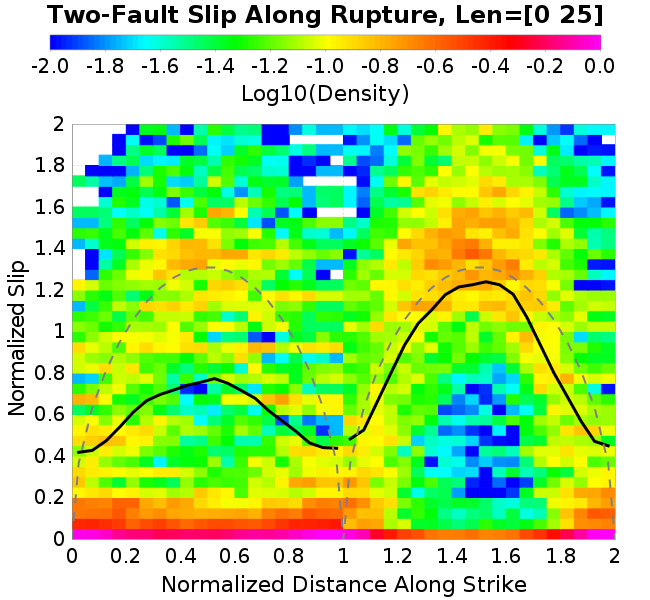 Two-Fault Slip Along Rupture, Len=[0 25]
-2.0 -1.8 -1.6 -1.4 -1.2 -1.0 -0.8 -0.6 -0.4 -0.2 0.0
Log10(Density)
2
1.8
1.6
1.4
1.2
1
0.8
0.6
0.4
0.2
0
Normalized Slip
0 0.2 0.4 0.6 0.8 1 1.2 1.4 1.6 1.8 2
Normalized Distance Along Strike